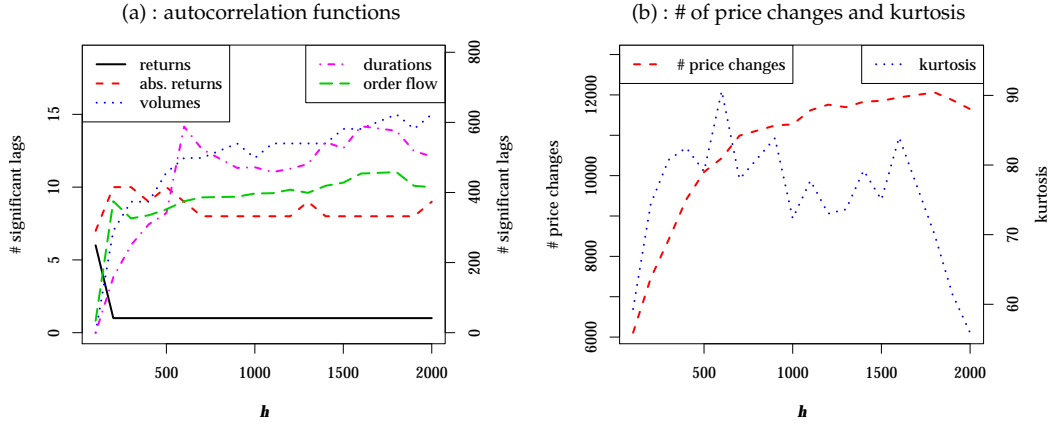 (a) : autocorrelation functions
returns
abs. returns
volumes
durations
order flow
# significant lags
0
5
10
15
# significant lags
0
200
400
600
800
500
1000
1500
2000
h
(b) : # of price changes and kurtosis
# price changes
kurtosis
# price changes
6000
8000
10000
12000
kurtosis
60
70
80
90
500
1000
1500
2000
h